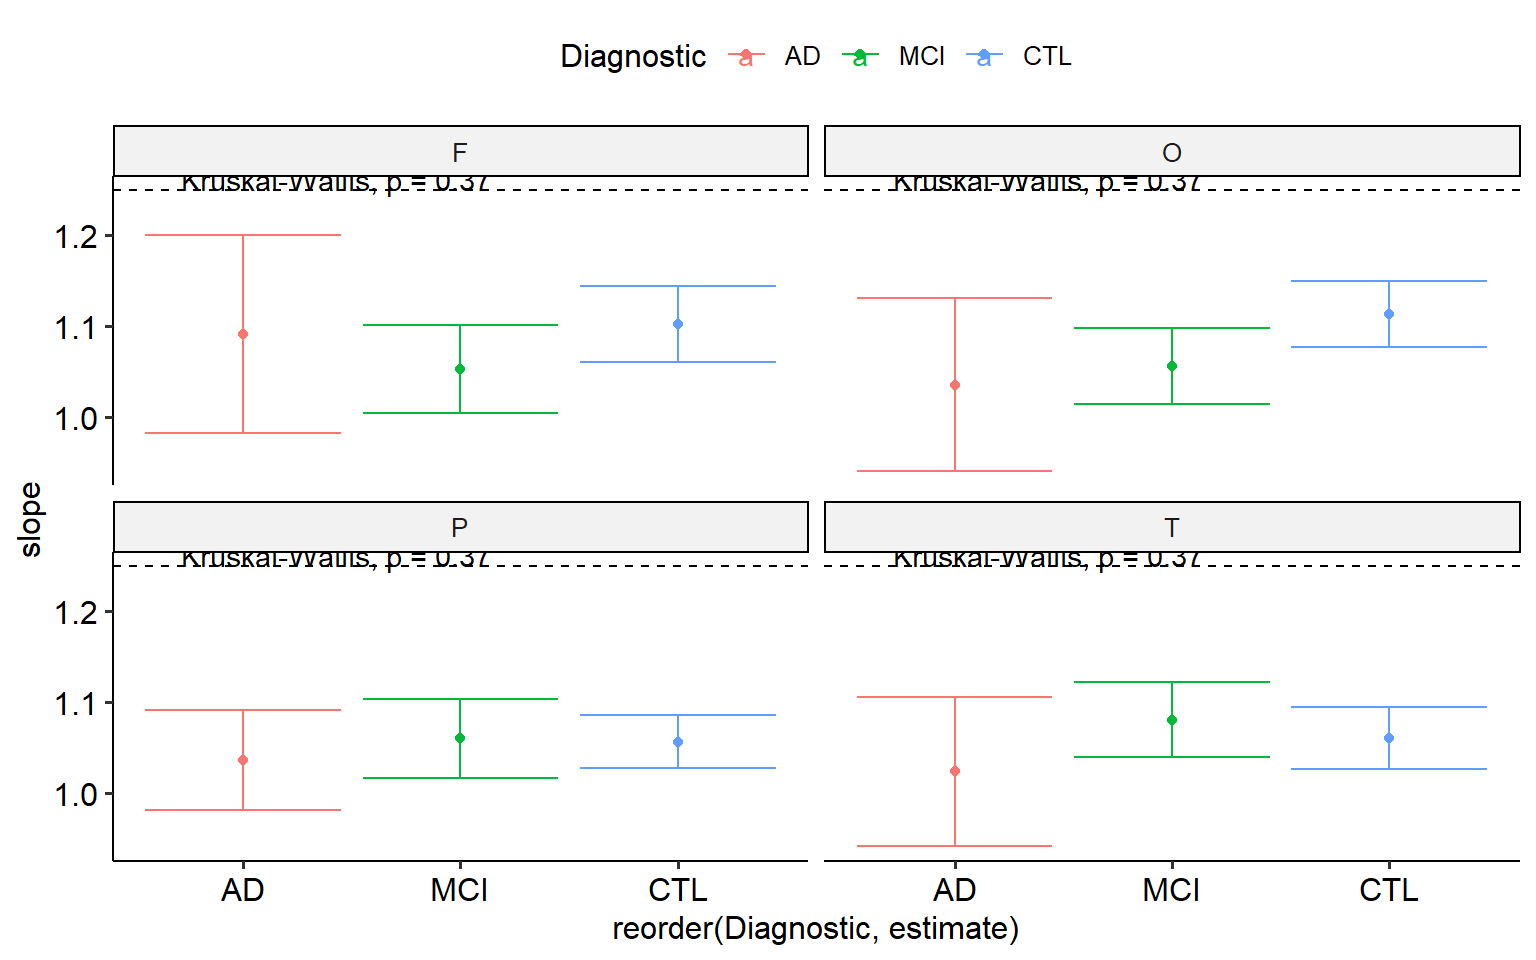 Diagnostic a AD a MCI a CTL
F
O
Kruskal-Wallis, p = 0.37
Kruskal-Wallis, p = 0.37
1.2
1.1
1.0
P
T
Kruskal-Wallis, p = 0.37
Kruskal-Wallis, p = 0.37
1.2
1.1
1.0
slope
AD MCI CTL
AD MCI CTL
reorder(Diagnostic, estimate)